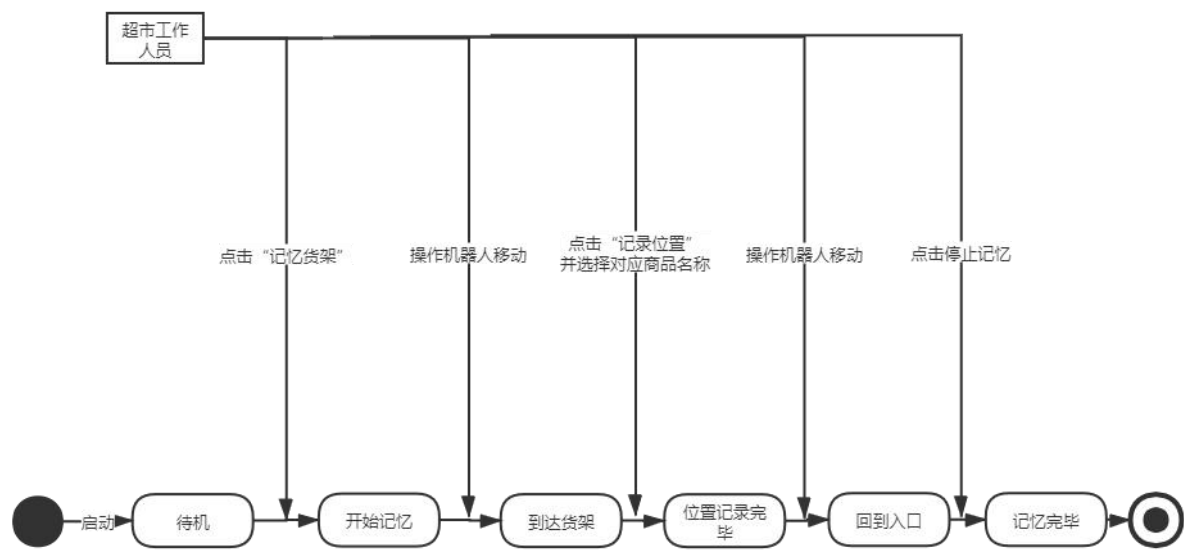 超市工作
人员
点击“记忆货架”
操作机器人移动
点击“记录位置”
并选择对应商品名称
操作机器人移动
点击停止记忆
启动
待机
开始记忆
到达货架
位置记录完
毕
回到入口
记忆完毕